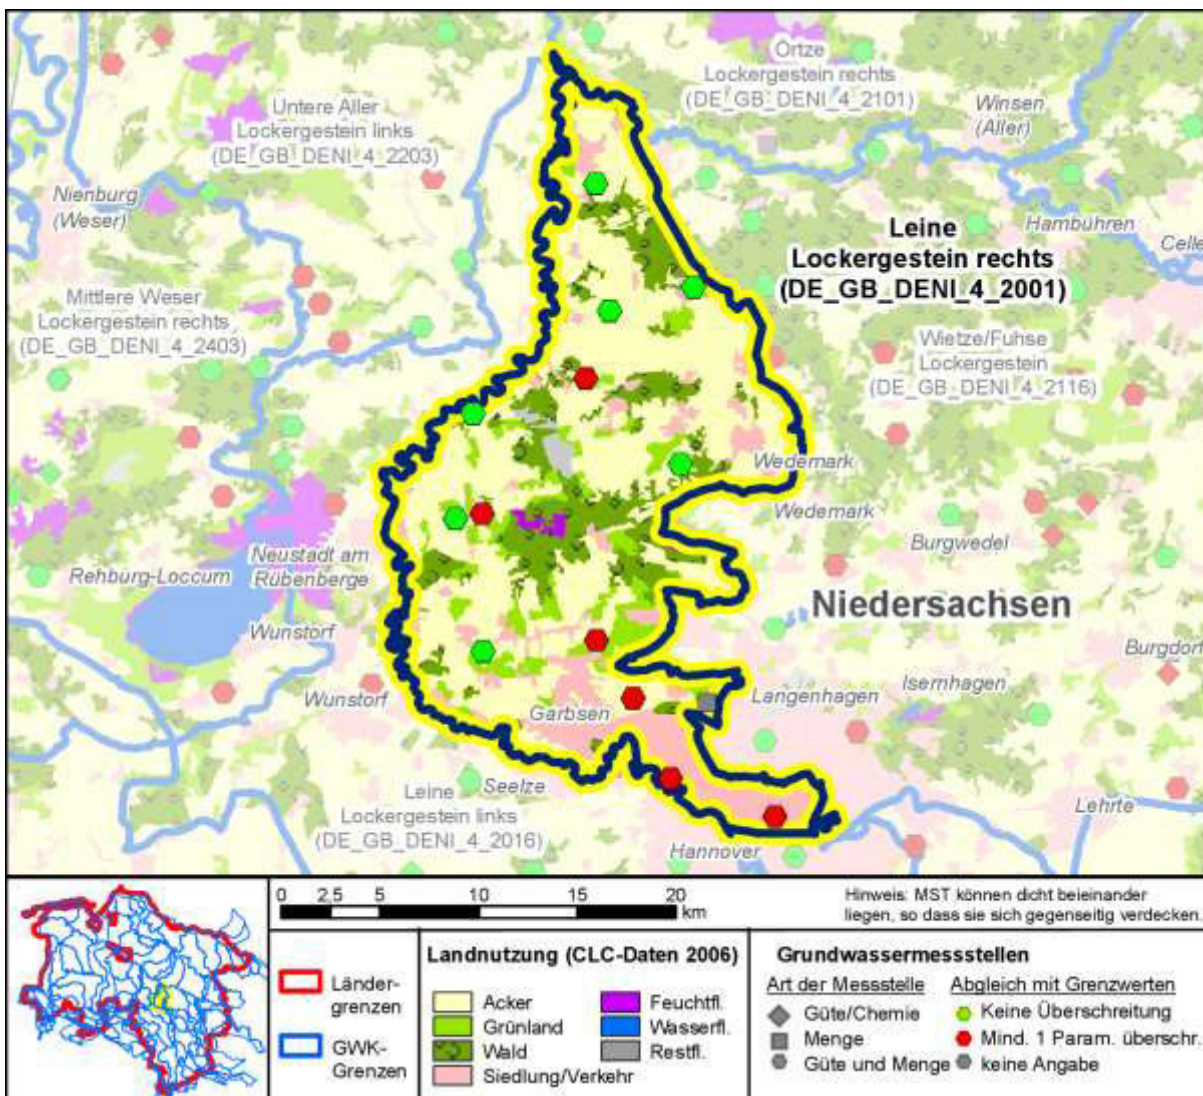 Örtze
Lockergestein rechts
(DE_GB_DENI_4_2101)
Winsen
(Aller)
Untere Aller
Lockergestein links
(DE_GB_DENI_4_2203)
Nienburg
(Weser)
Leine
Lockergestein rechts
(DE_GB_DENI_4_2001)
Hambühren
Celle
Mittlere Weser
Lockergestein rechts
(DE_GB_DENI_4_2403)
Wietze/Fuhse
Lockergestein
(DE_GB_DENI_4_2116)
Wedemark
Wedemark
Burgwedel
Neustadt am
Rübenberge
Rehburg-Loccum
Niedersachsen
Wunstorf
Burgdorf
Wunstorf
Langenhagen
Isernhagen
Garbsen
Seelze
Leine
Lockergestein links
(DE_GB_DENI_4_2016)
Lehrte
Hannover
0 2,5 5 10 15 20
km
Hinweis: MST können dicht beieinander
liegen, so dass sie sich gegenseitig verdecken.
Länder-
grenzen
GWK-
Grenzen
Landnutzung (CLC-Daten 2006)
Acker
Grünland
Wald
Siedlung/Verkehr
Feuchtfl.
Wasserfl.
Restfl.
Grundwassermessstellen
Art der Messstelle
Güte/Chemie
Menge
Güte und Menge
Abgleich mit Grenzwerten
Keine Überschreitung
Mind. 1 Param. überschr.
keine Angabe